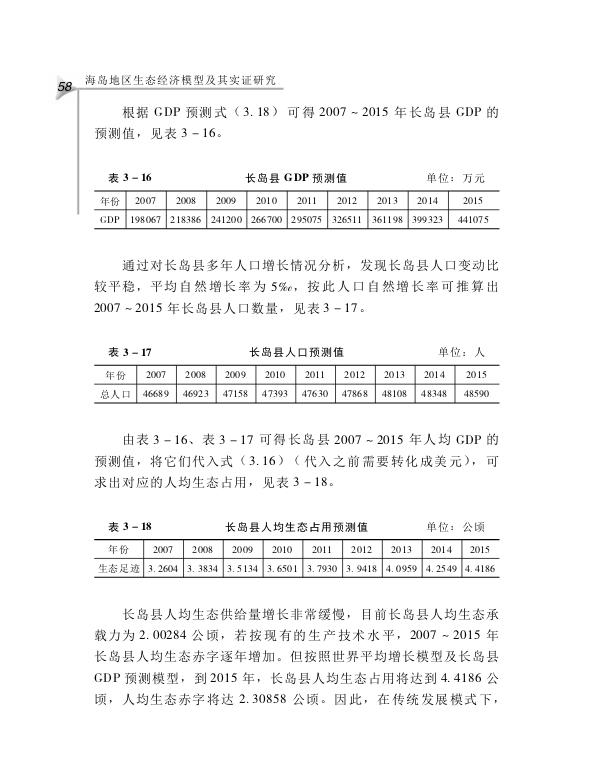 58
海岛地区生态经济模型及其实证研究
根据 GDP 预测式（3.18）可得 2007 ~ 2015 年长岛县 GDP 的
预测值，见表 3 - 16。
表 3 - 16 长岛县 GDP 预测值 单位：万元
年份 2007 2008 2009 2010 2011 2012 2013 2014 2015
GDP 198067 218386 241200 266700 295075 326511 361198 399323 441075
通过对长岛县多年人口增长情况分析，发现长岛县人口变动比
较平稳，平均自然增长率为 5‰，按此人口自然增长率可推算出
2007 ~ 2015 年长岛县人口数量，见表 3 - 17。
表 3 - 17 长岛县人口预测值 单位：人
年份 2007 2008 2009 2010 2011 2012 2013 2014 2015
总人口 46689 46923 47158 47393 47630 47868 48108 48348 48590
由表 3 - 16、表 3 - 17 可得长岛县 2007 ~ 2015 年人均 GDP 的
预测值，将它们代入式（3.16）（代入之前需要转化成美元），可
求出对应的人均生态占用，见表 3 - 18。
表 3 - 18 长岛县人均生态占用预测值 单位：公顷
年份 2007 2008 2009 2010 2011 2012 2013 2014 2015
生态足迹 3.2604 3.3834 3.5134 3.6501 3.7930 3.9418 4.0959 4.2549 4.4186
长岛县人均生态供给量增长非常缓慢，目前长岛县人均生态承
载力为 2.00284 公顷，若按现有的生产技术水平，2007 ~ 2015 年
长岛县人均生态赤字逐年增加。但按照世界平均增长模型及长岛县
GDP 预测模型，到 2015 年，长岛县人均生态占用将达到 4.4186 公
顷，人均生态赤字将达 2.30858 公顷。因此，在传统发展模式下，